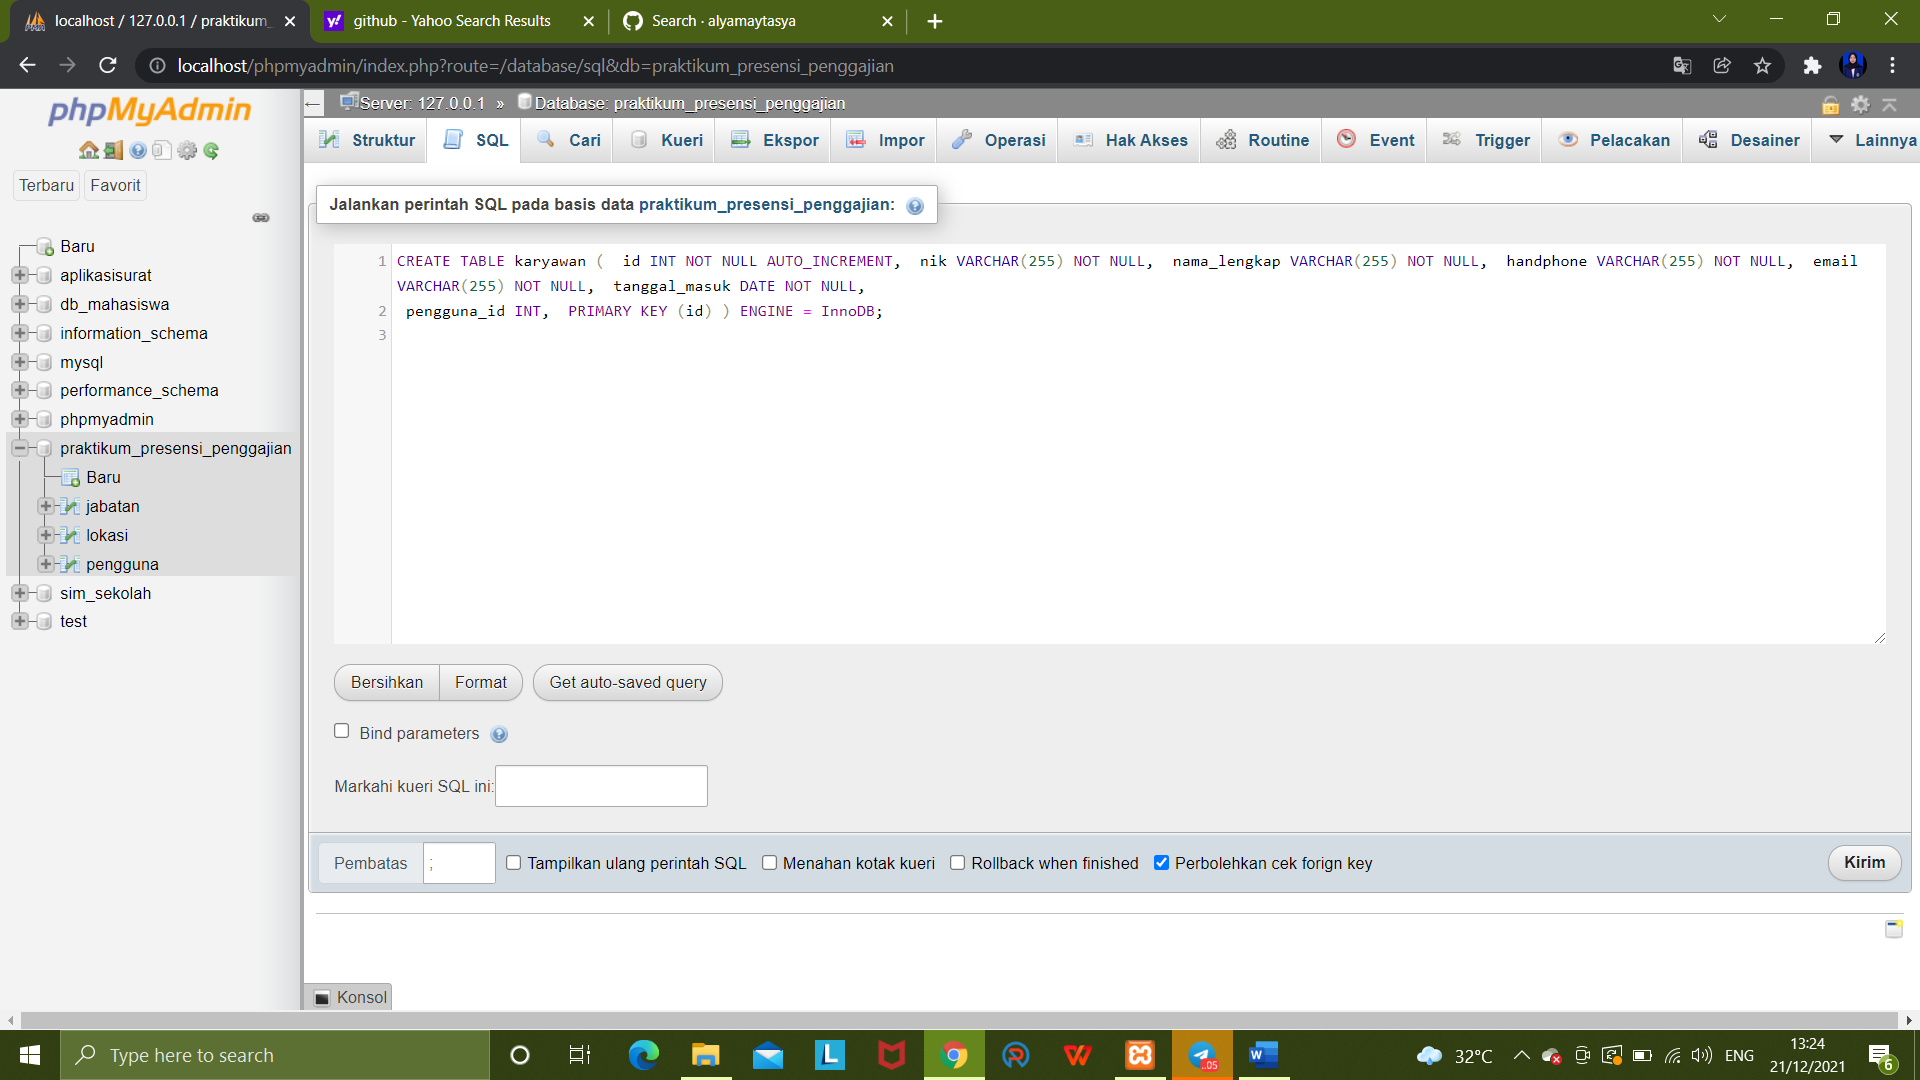 localhost / 127.0.0.1 / praktikum_
github - Yahoo Search Results
Search · alyamaytasya
localhost/phpmyadmin/index.php?route=/database/sql&db=praktikum_presensi_penggajian
phpMyAdmin
Terbaru
Favorit
Baru
aplikasisurat
db_mahasiswa
information_schema
mysql
performance_schema
phpmyadmin
praktikum_presensi_penggajian
Baru
jabatan
lokasi
pengguna
sim_sekolah
test
Server: 127.0.0.1 » Database: praktikum_presensi_penggajian
Struktur
SQL
Cari
Kueri
Ekspor
Impor
Operasi
Hak Akses
Routine
Event
Trigger
Pelacakan
Desainer
Lainnya
Jalankan perintah SQL pada basis data praktikum_presensi_penggajian:
1 CREATE TABLE karyawan (  id INT NOT NULL AUTO_INCREMENT,  nik VARCHAR(255) NOT NULL,  nama_lengkap VARCHAR(255) NOT NULL,  handphone VARCHAR(255) NOT NULL,  email
VARCHAR(255) NOT NULL,  tanggal_masuk DATE NOT NULL,
2  pengguna_id INT,  PRIMARY KEY (id) ) ENGINE = InnoDB;
3
Bersihkan
Format
Get auto-saved query
Bind parameters
Markahi kueri SQL ini:
Pembatas
;
Tampilkan ulang perintah SQL
Menahan kotak kueri
Rollback when finished
Perbolehkan cek forign key
Kirim
Konsol
Type here to search
32°C
ENG
13:24
21/12/2021
6